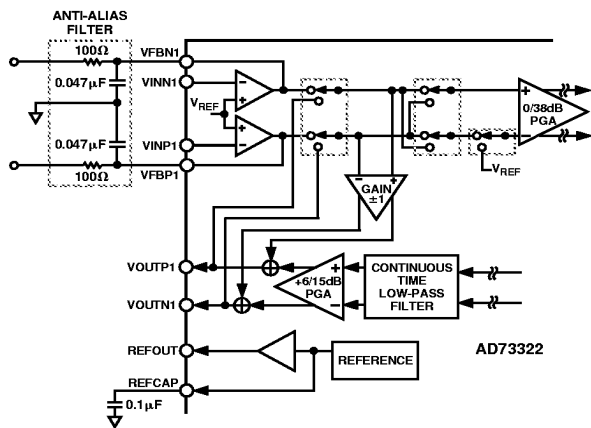 ANTI-ALIAS
FILTER
100Ω
VFBN1
0.047μF
VINN1
VREF
0.047μF
VINP1
100Ω
VFBP1
0/38dB
PGA
VREF
GAIN
±1
VOUTP1
+6/15dB
PGA
CONTINUOUS
TIME
LOW-PASS
FILTER
VOUTN1
REFOUT
REFERENCE
AD73322
REFCAP
0.1μF